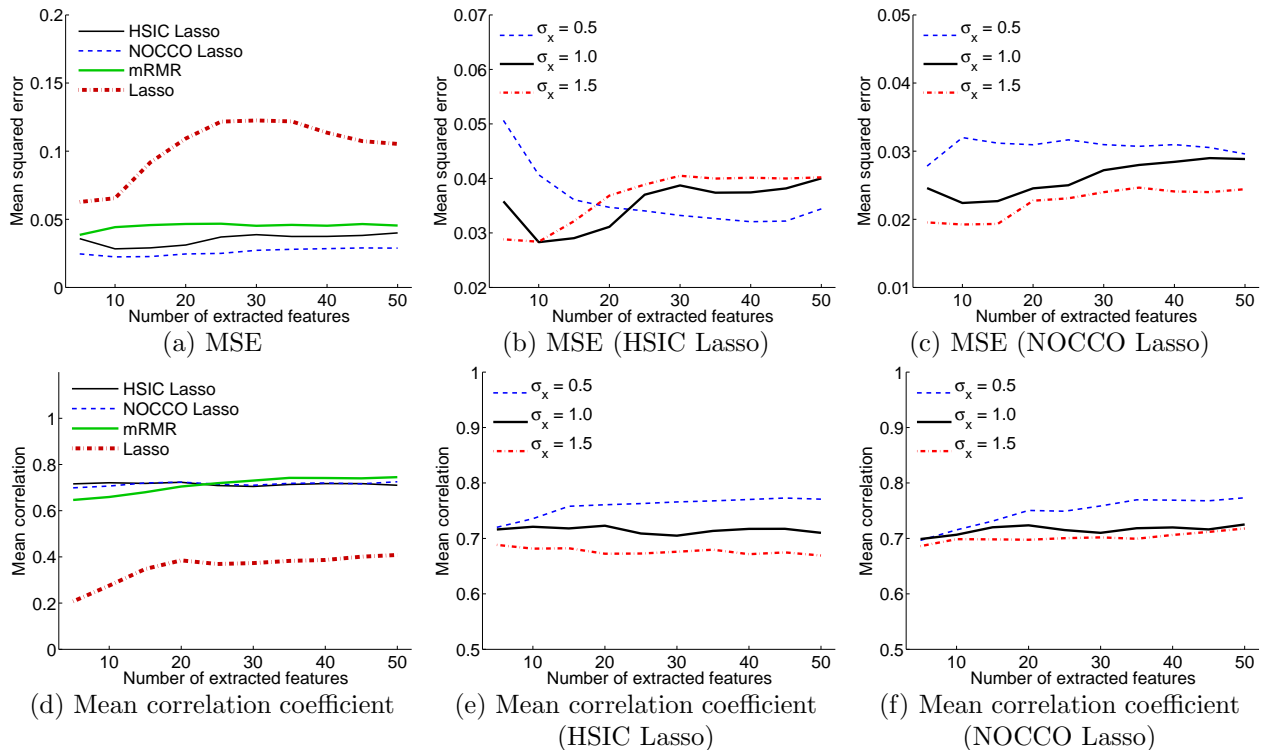 0.2
0.15
0.1
0.05
0
Mean squared error
HSIC Lasso
NOCCO Lasso
mRMR
Lasso
10 20 30 40 50
Number of extracted features
(a) MSE
0.07
0.06
0.05
0.04
0.03
0.02
Mean squared error
σx = 0.5
σx = 1.0
σx = 1.5
10 20 30 40 50
Number of extracted features
(b) MSE (HSIC Lasso)
0.05
0.04
0.03
0.02
0.01
Mean squared error
σx = 0.5
σx = 1.0
σx = 1.5
10 20 30 40 50
Number of extracted features
(c) MSE (NOCCO Lasso)
1
0.8
0.6
0.4
0.2
0
Mean correlation
HSIC Lasso
NOCCO Lasso
mRMR
Lasso
10 20 30 40 50
Number of extracted features
(d) Mean correlation coefficient
1
0.9
0.8
0.7
0.6
0.5
Mean correlation
σx = 0.5
σx = 1.0
σx = 1.5
10 20 30 40 50
Number of extracted features
(e) Mean correlation coefficient
(HSIC Lasso)
1
0.9
0.8
0.7
0.6
0.5
Mean correlation
σx = 0.5
σx = 1.0
σx = 1.5
10 20 30 40 50
Number of extracted features
(f) Mean correlation coefficient
(NOCCO Lasso)